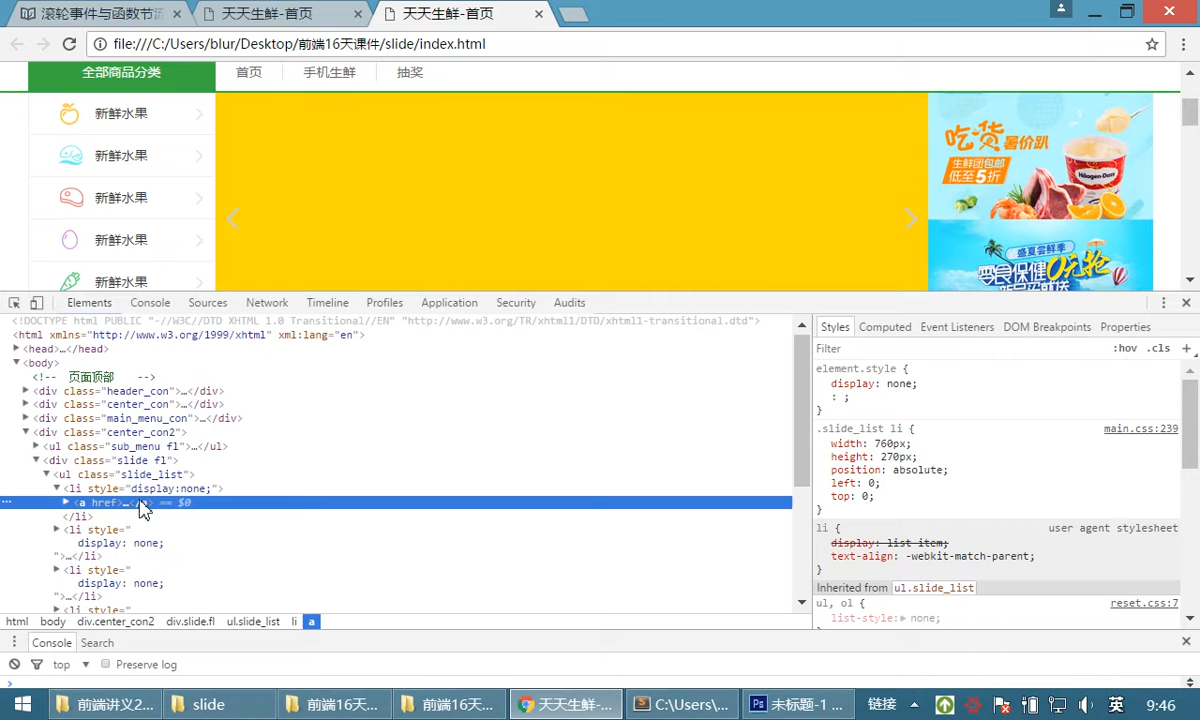 滚轮事件与函数节流
天天生鲜-首页
天天生鲜-首页
file:///C:/Users/blur/Desktop/前端16天课件/slide/index.html
全部商品分类
首页
手机生鲜
抽奖
新鲜水果
新鲜水果
新鲜水果
新鲜水果
新鲜水果
吃货暑价趴
生鲜团包邮
低至5折
Häagen-Dazs
盛夏尝鲜季
零食保健0元抢
Elements Console Sources Network Timeline Profiles Application Security Audits
<!DOCTYPE html PUBLIC "-//W3C//DTD XHTML 1.0 Transitional//EN" "http://www.w3.org/TR/xhtml1/DTD/xhtml1-transitional.dtd">
<html xmlns="http://www.w3.org/1999/xhtml" xml:lang="en">
<head>…</head>
<body>
<!-- 页面顶部 -->
<div class="header_con">…</div>
<div class="center_con">…</div>
<div class="main_menu_con">…</div>
<div class="center_con2">
<ul class="sub_menu fl">…</ul>
<div class="slide fl">
<ul class="slide_list">
<li style="display:none;">
<a href>… == $0
</li>
<li style="
display: none;
">…</li>
<li style="
display: none;
">…</li>
<li style="
html body div.center_con2 div.slide.fl ul.slide_list li a
Styles Computed Event Listeners DOM Breakpoints Properties
Filter :hov .cls +
element.style {
display: none;
: ;
}
.slide_list li { main.css:239
width: 760px;
height: 270px;
position: absolute;
left: 0;
top: 0;
}
li { user agent stylesheet
display: list-item;
text-align: -webkit-match-parent;
}
Inherited from ul.slide_list
ul, ol { reset.css:7
list-style: none;
Console Search
top Preserve log
前端讲义2...
slide
前端16天...
前端16天...
天天生鲜-...
C:\Users\...
未标题-1 ...
链接
英
9:46